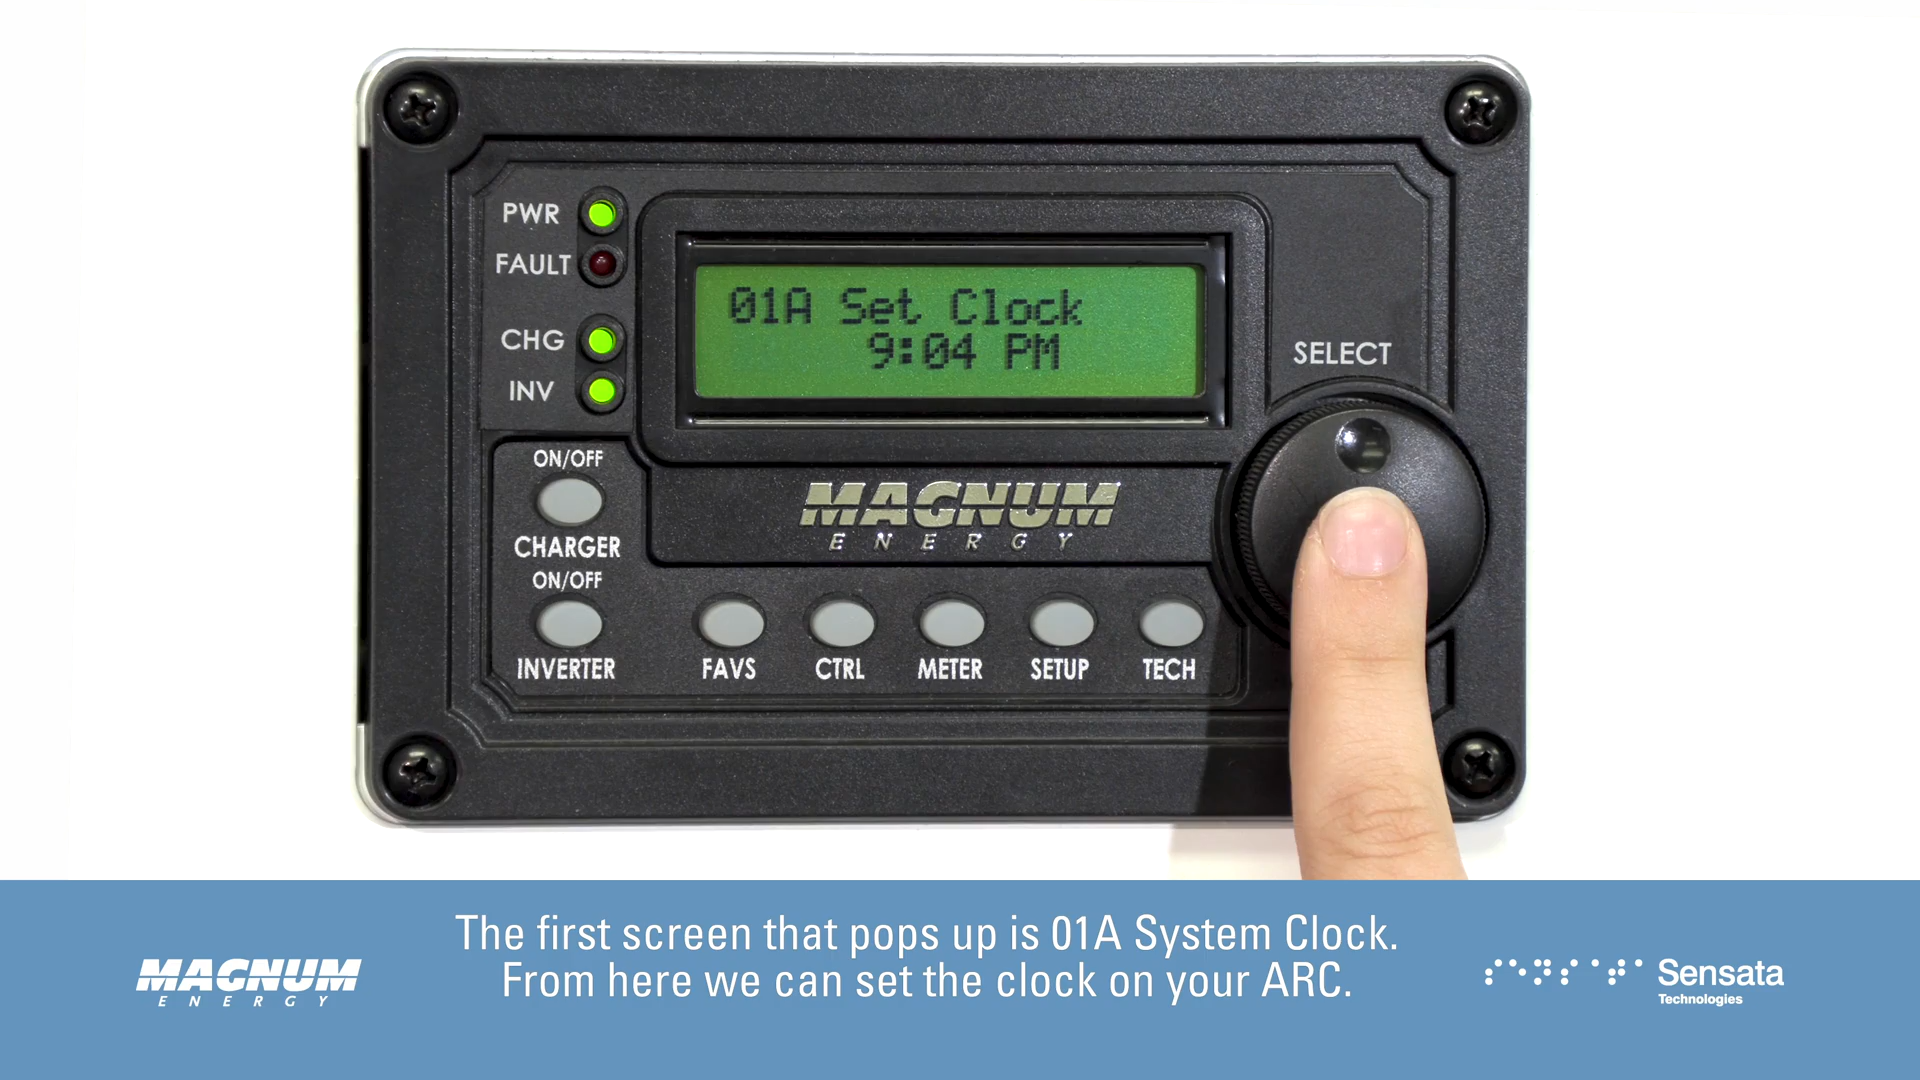 PWR
FAULT
CHG
INV
01A Set Clock
9:04 PM
SELECT
ON/OFF
CHARGER
ON/OFF
INVERTER
MAGNUM
ENERGY
FAVS
CTRL
METER
SETUP
TECH
The first screen that pops up is 01A System Clock.
From here we can set the clock on your ARC.
MAGNUM
ENERGY
Sensata
Technologies